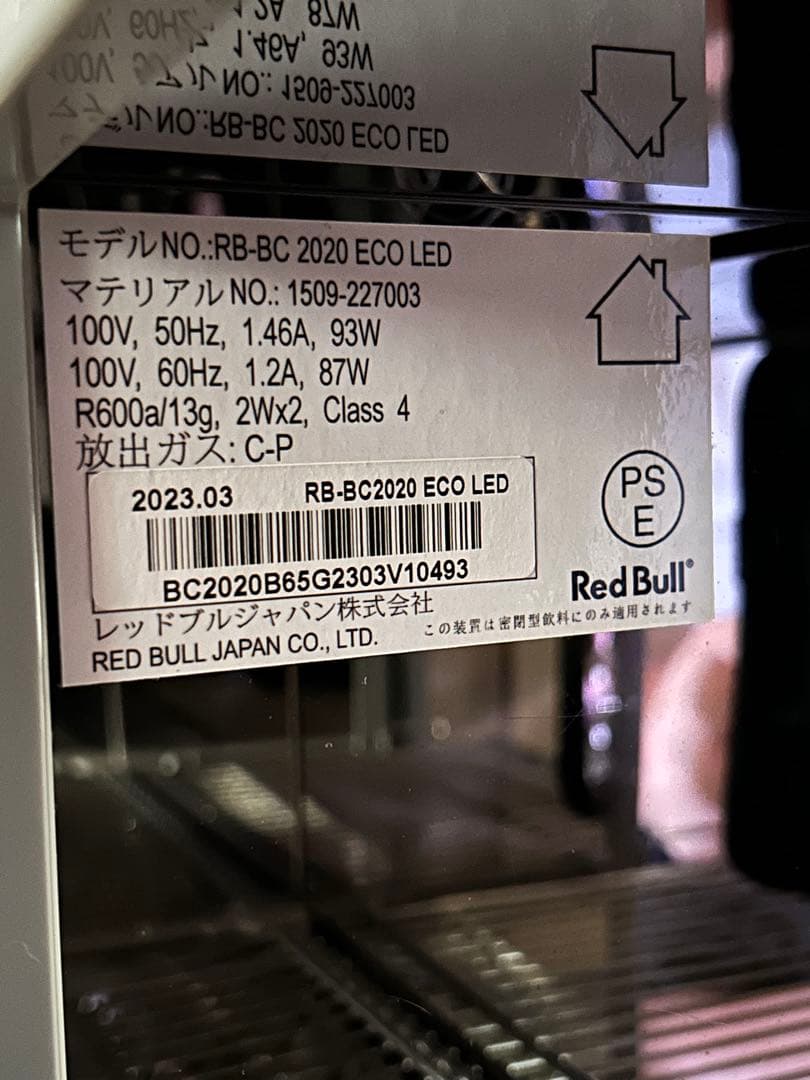 モデルNO.:RB-BC 2020 ECO LED
マテリアルNO.: 1509-227003
100V, 50Hz, 1.46A, 93W
100V, 60Hz, 1.2A, 87W
R600a/13g, 2Wx2, Class 4
放出ガス: C-P
2023.03 RB-BC2020 ECO LED
BC2020B65G2303V10493
PS
E
Red Bull®
レッドブルジャパン株式会社
この装置は密閉型飲料にのみ適用されます
RED BULL JAPAN CO., LTD.